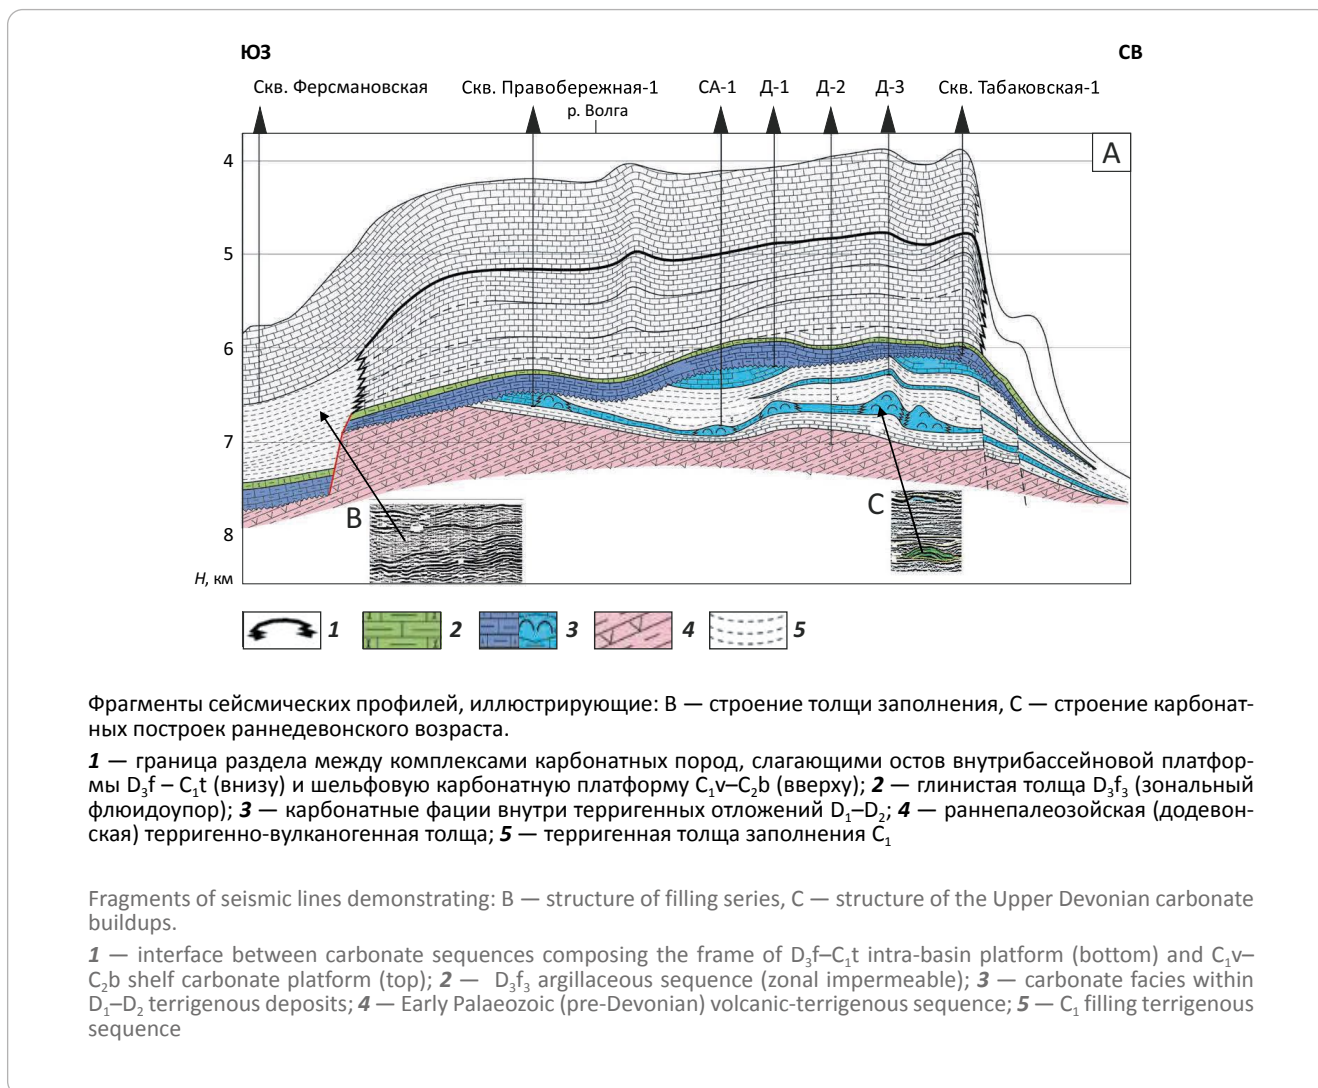 ЮЗ СВ
Скв. Ферсмановская Скв. Правобережная-1 СА-1 Д-1 Д-2 Д-3 Скв. Табаковская-1
р. Волга
А
4
5
6
7
8
Н, км
В
С
1 2 3 4 5
Фрагменты сейсмических профилей, иллюстрирующие: В — строение толщи заполнения, С — строение карбонат-
ных построек раннедевонского возраста.
1 — граница раздела между комплексами карбонатных пород, слагающими остов внутрибассейновой платфор-
мы D₃f – C₁t (внизу) и шельфовую карбонатную платформу C₁v–C₂b (вверху); 2 — глинистая толща D₃f₃ (зональный
флюидоупор); 3 — карбонатные фации внутри терригенных отложений D₁–D₂; 4 — раннепалеозойская (додевон-
ская) терригенно-вулканогенная толща; 5 — терригенная толща заполнения C₁
Fragments of seismic lines demonstrating: B — structure of filling series, C — structure of the Upper Devonian carbonate
buildups.
1 — interface between carbonate sequences composing the frame of D₃f–C₁t intra-basin platform (bottom) and C₁v–
C₂b shelf carbonate platform (top); 2 — D₃f₃ argillaceous sequence (zonal impermeable); 3 — carbonate facies within
D₁–D₂ terrigenous deposits; 4 — Early Palaeozoic (pre-Devonian) volcanic-terrigenous sequence; 5 — C₁ filling terrigenous
sequence